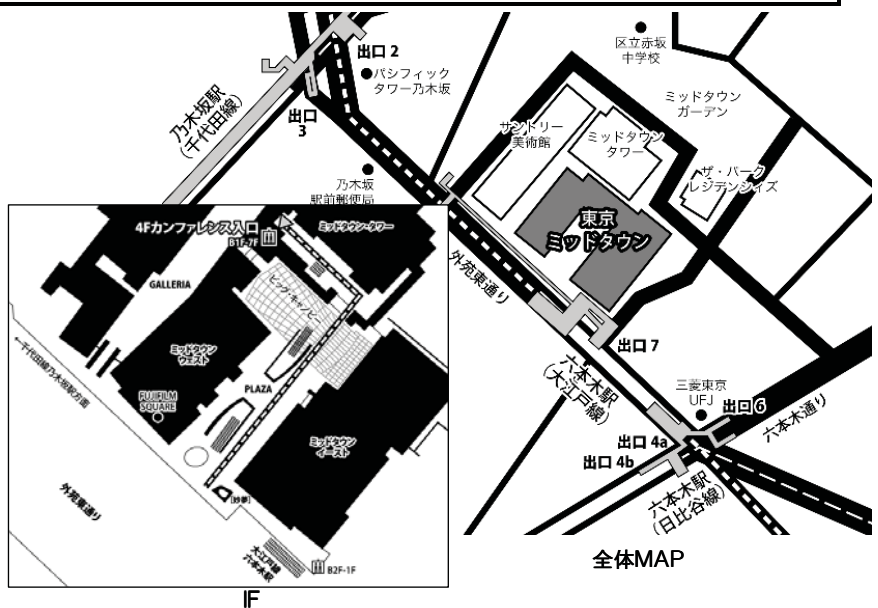 出口 2
パシフィック
タワー乃木坂
乃木坂駅
(千代田線)
出口
3
乃木坂
駅前郵便局
区立赤坂
中学校
ミッドタウン
ガーデン
サントリー
美術館
ミッドタウン
タワー
ザ・パーク
レジデンシィズ
東京
ミッドタウン
外苑東通り
出口 7
六本木駅
(大江戸線)
三菱東京
UFJ
出口 6
六本木通り
出口 4a
出口 4b
六本木駅
(日比谷線)
全体MAP
4Fカンファレンス入口
B1F-7F
ミッドタウン・タワー
GALLERIA
ビッグ・キャノピー
ミッドタウン
ウエスト
←千代田線乃木坂駅方面
PLAZA
FUJIFILM
SQUARE
ミッドタウン
イースト
外苑東通り
[妙夢]
大江戸線
六本木駅
B2F-1F
1F